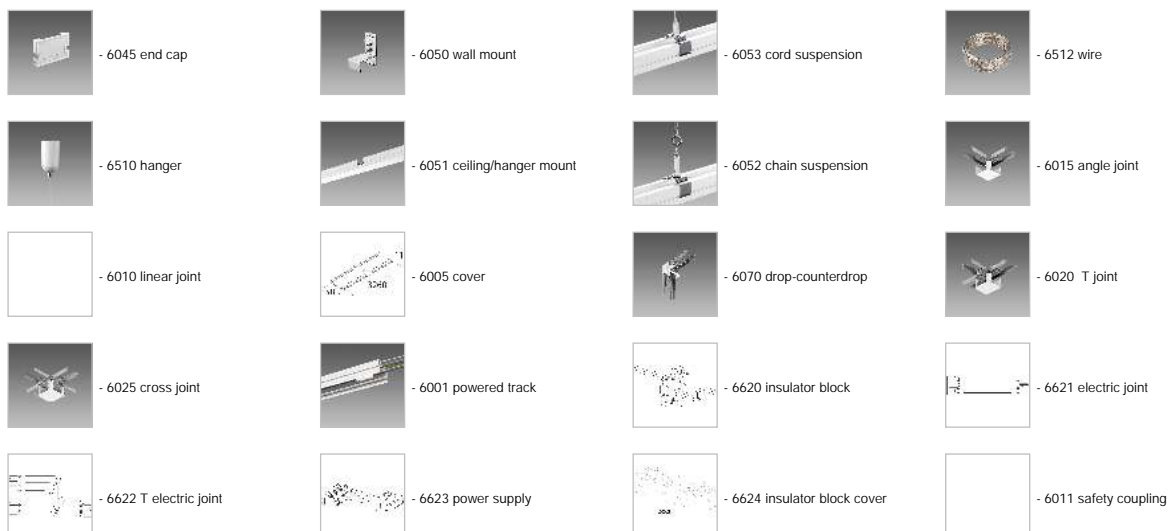 - 6045 end cap
- 6050 wall mount
- 6053 cord suspension
- 6512 wire
- 6510 hanger
- 6051 ceiling/hanger mount
- 6052 chain suspension
- 6015 angle joint
- 6010 linear joint
- 6005 cover
- 6070 drop-counterdrop
- 6020 T joint
- 6025 cross joint
- 6001 powered track
- 6620 insulator block
- 6621 electric joint
- 6622 T electric joint
- 6623 power supply
- 6624 insulator block cover
- 6011 safety coupling